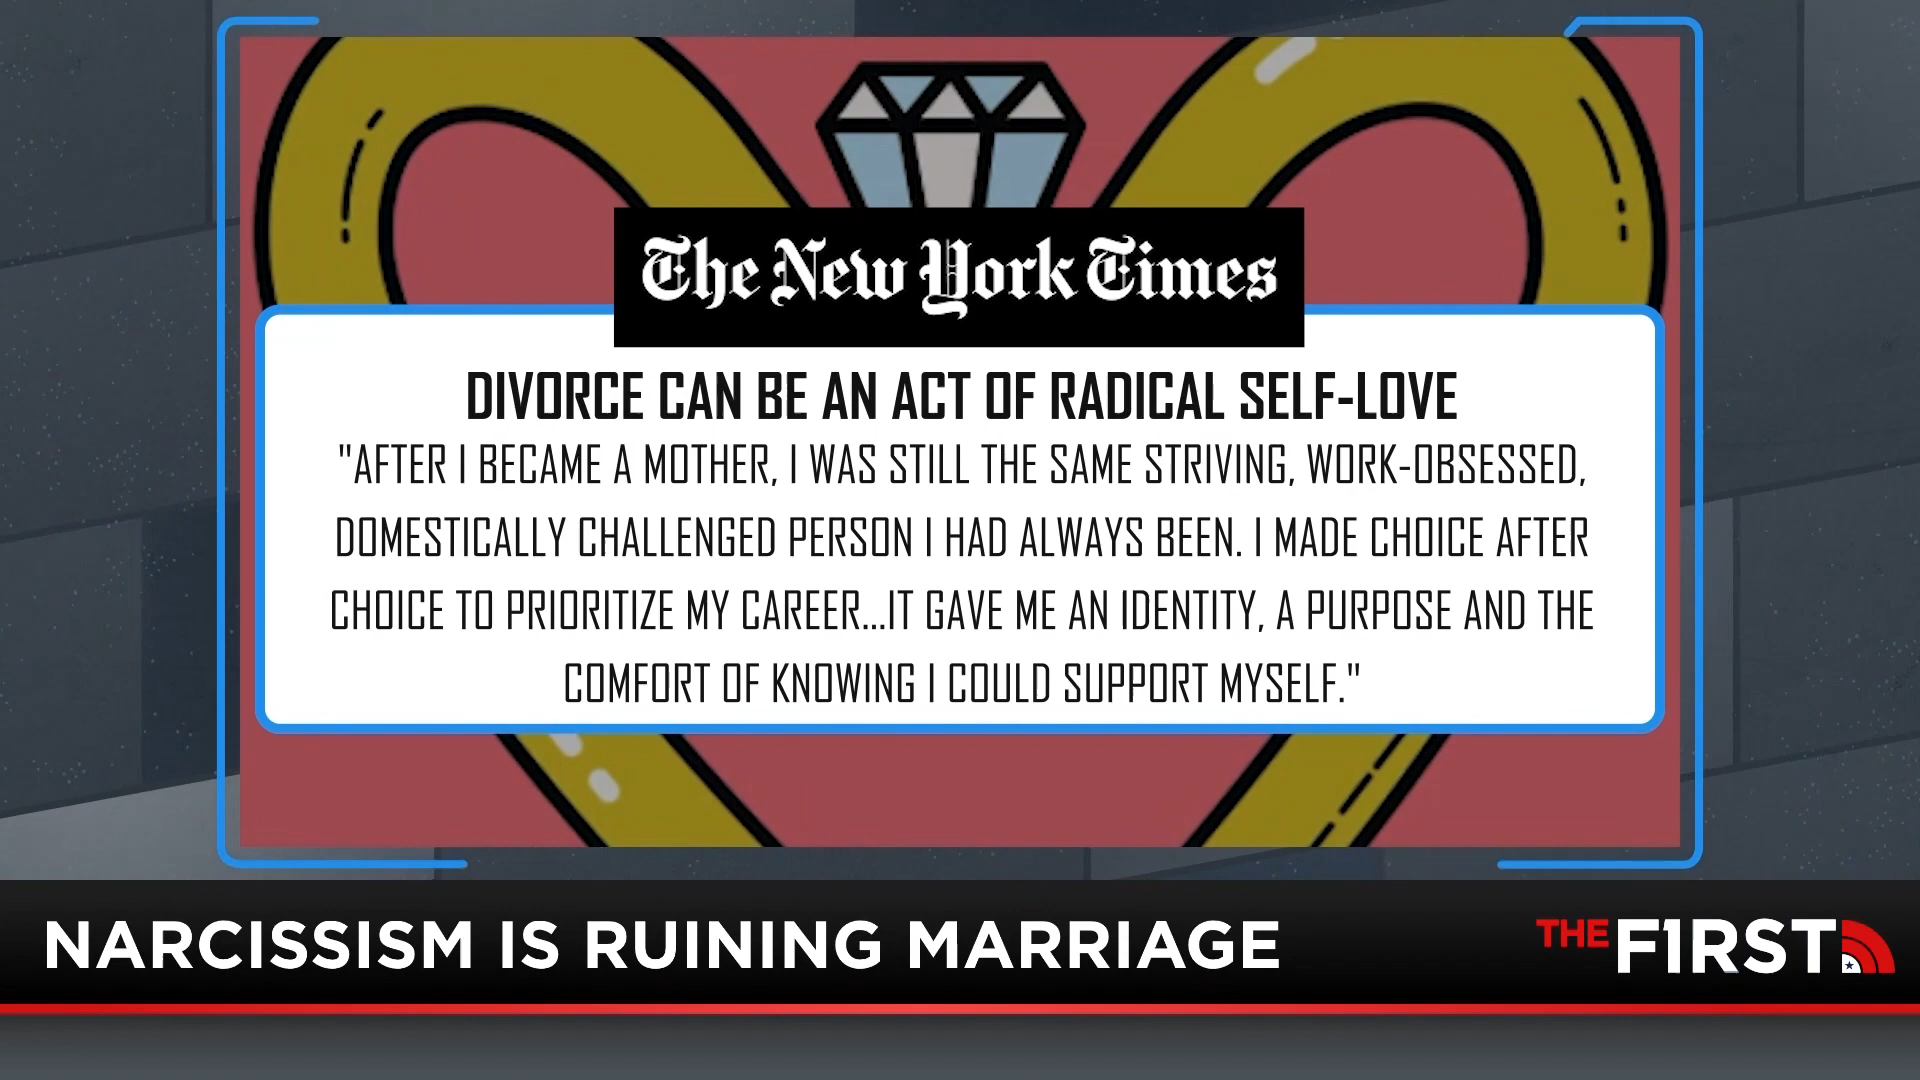 The New York Times
DIVORCE CAN BE AN ACT OF RADICAL SELF-LOVE
"AFTER I BECAME A MOTHER, I WAS STILL THE SAME STRIVING, WORK-OBSESSED,
DOMESTICALLY CHALLENGED PERSON I HAD ALWAYS BEEN. I MADE CHOICE AFTER
CHOICE TO PRIORITIZE MY CAREER...IT GAVE ME AN IDENTITY, A PURPOSE AND THE
COMFORT OF KNOWING I COULD SUPPORT MYSELF."
NARCISSISM IS RUINING MARRIAGE
THE F1RST